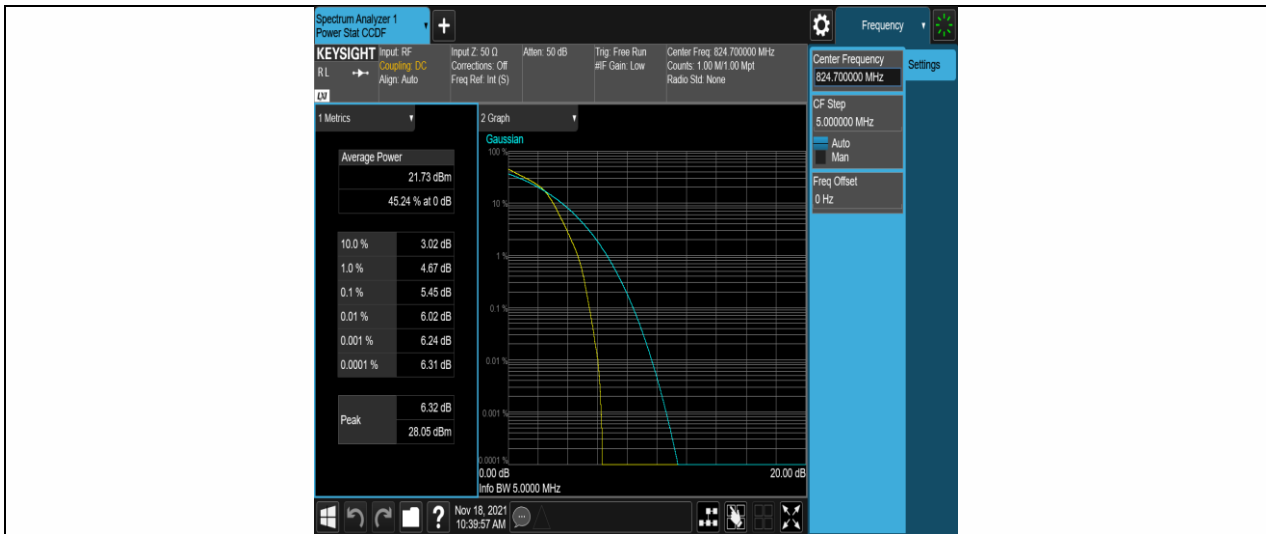 Spectrum Analyzer 1
Power Stat CCDF
+
Frequency
KEYSIGHT
RL
LXI
Input: RF
Coupling: DC
Align: Auto
Input Z: 50 Ω
Corrections: Off
Freq Ref: Int (S)
Atten: 50 dB
Trig: Free Run
#IF Gain: Low
Center Freq: 824.700000 MHz
Counts: 1.00 M/1.00 Mpt
Radio Std: None
Center Frequency
824.700000 MHz
Settings
CF Step
5.000000 MHz
Auto
Man
Freq Offset
0 Hz
1 Metrics
Average Power
21.73 dBm
45.24 % at 0 dB
10.0 % 3.02 dB
1.0 % 4.67 dB
0.1 % 5.45 dB
0.01 % 6.02 dB
0.001 % 6.24 dB
0.0001 % 6.31 dB
Peak 6.32 dB
28.05 dBm
2 Graph
Gaussian
100 %
10 %
1 %
0.1 %
0.01 %
0.001 %
0.0001 %
0.00 dB 20.00 dB
Info BW 5.0000 MHz
?
Nov 18, 2021
10:39:57 AM